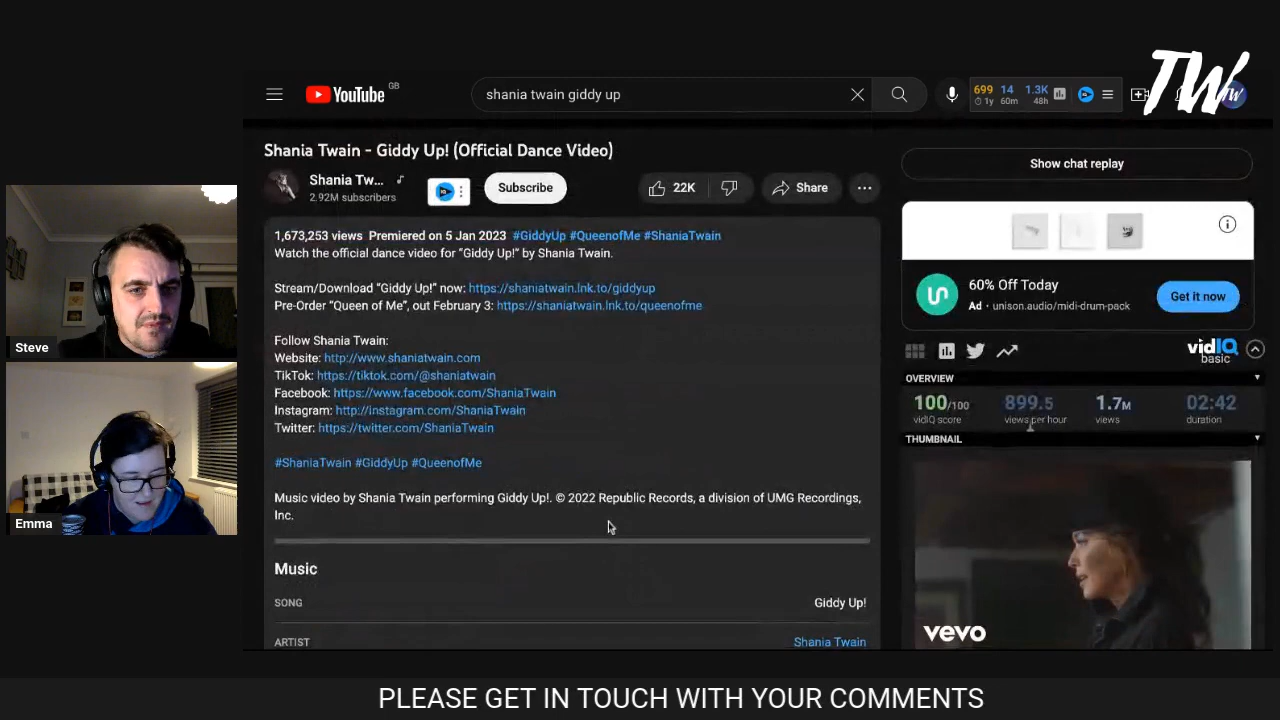 TW
YouTube GB
shania twain giddy up
699 14 1.3K
1y 60m 48h
Shania Twain - Giddy Up! (Official Dance Video)
Shania Tw...
2.92M subscribers
Subscribe
22K
Share
1,673,253 views Premiered on 5 Jan 2023 #GiddyUp #QueenofMe #ShaniaTwain
Watch the official dance video for “Giddy Up!” by Shania Twain.
Stream/Download “Giddy Up!” now: https://shaniatwain.lnk.to/giddyup
Pre-Order “Queen of Me”, out February 3: https://shaniatwain.lnk.to/queenofme
Follow Shania Twain:
Website: http://www.shaniatwain.com
TikTok: https://tiktok.com/@shaniatwain
Facebook: https://www.facebook.com/ShaniaTwain
Instagram: http://instagram.com/ShaniaTwain
Twitter: https://twitter.com/ShaniaTwain
#ShaniaTwain #GiddyUp #QueenofMe
Music video by Shania Twain performing Giddy Up!. © 2022 Republic Records, a division of UMG Recordings,
Inc.
Music
SONG
Giddy Up!
ARTIST
Shania Twain
Show chat replay
60% Off Today
Ad · unison.audio/midi-drum-pack
Get it now
vidIQ
basic
OVERVIEW
100/100 899.5 1.7M 02:42
vidIQ score views per hour views duration
THUMBNAIL
vevo
Steve
Emma
PLEASE GET IN TOUCH WITH YOUR COMMENTS